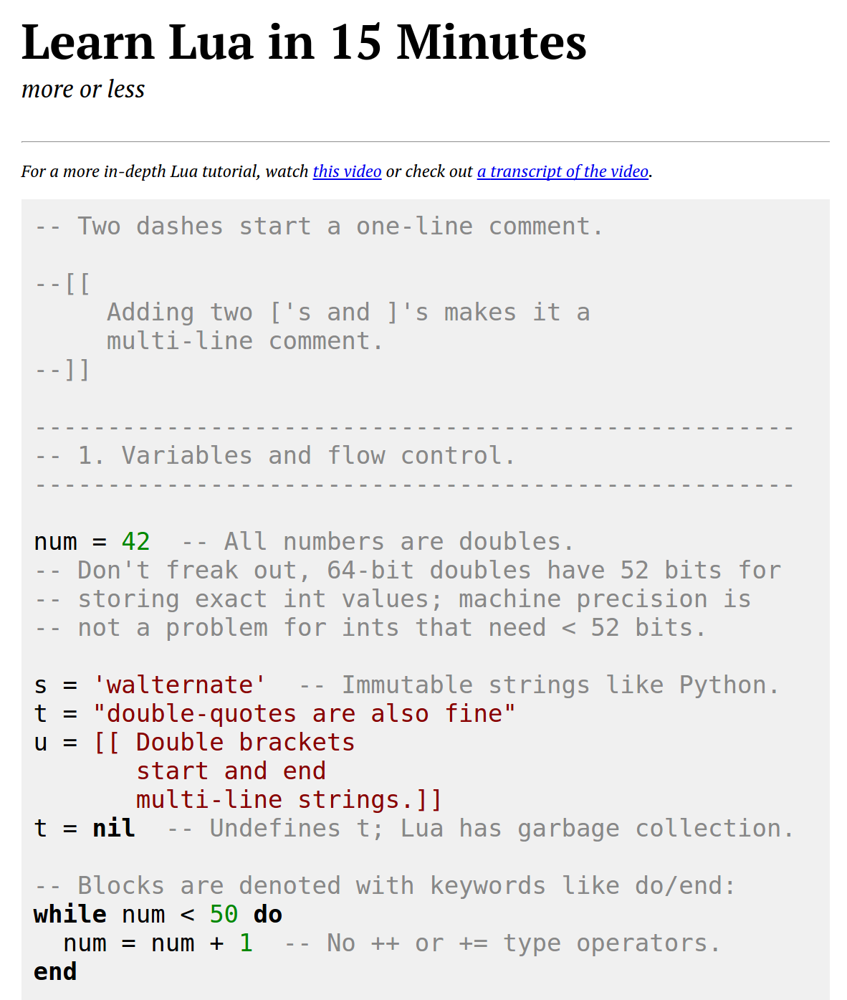 Learn Lua in 15 Minutes
more or less
For a more in-depth Lua tutorial, watch this video or check out a transcript of the video.
-- Two dashes start a one-line comment.
--[[
     Adding two ['s and ]'s makes it a
     multi-line comment.
--]]
----------------------------------------------------
-- 1. Variables and flow control.
----------------------------------------------------
num = 42  -- All numbers are doubles.
-- Don't freak out, 64-bit doubles have 52 bits for
-- storing exact int values; machine precision is
-- not a problem for ints that need < 52 bits.
s = 'walternate'  -- Immutable strings like Python.
t = "double-quotes are also fine"
u = [[ Double brackets
       start and end
       multi-line strings.]]
t = nil  -- Undefines t; Lua has garbage collection.
-- Blocks are denoted with keywords like do/end:
while num < 50 do
  num = num + 1  -- No ++ or += type operators.
end